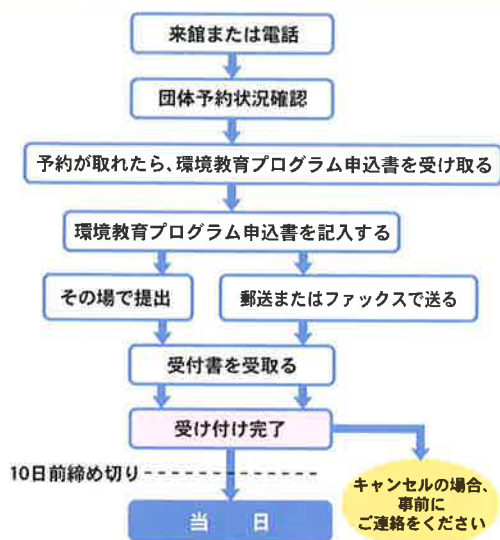 来館または電話
団体予約状況確認
予約が取れたら、環境教育プログラム申込書を受け取る
環境教育プログラム申込書を記入する
その場で提出
郵送またはファックスで送る
受付書を受取る
受け付け完了
10日前締め切り
キャンセルの場合、
事前に
ご連絡をください
当　日